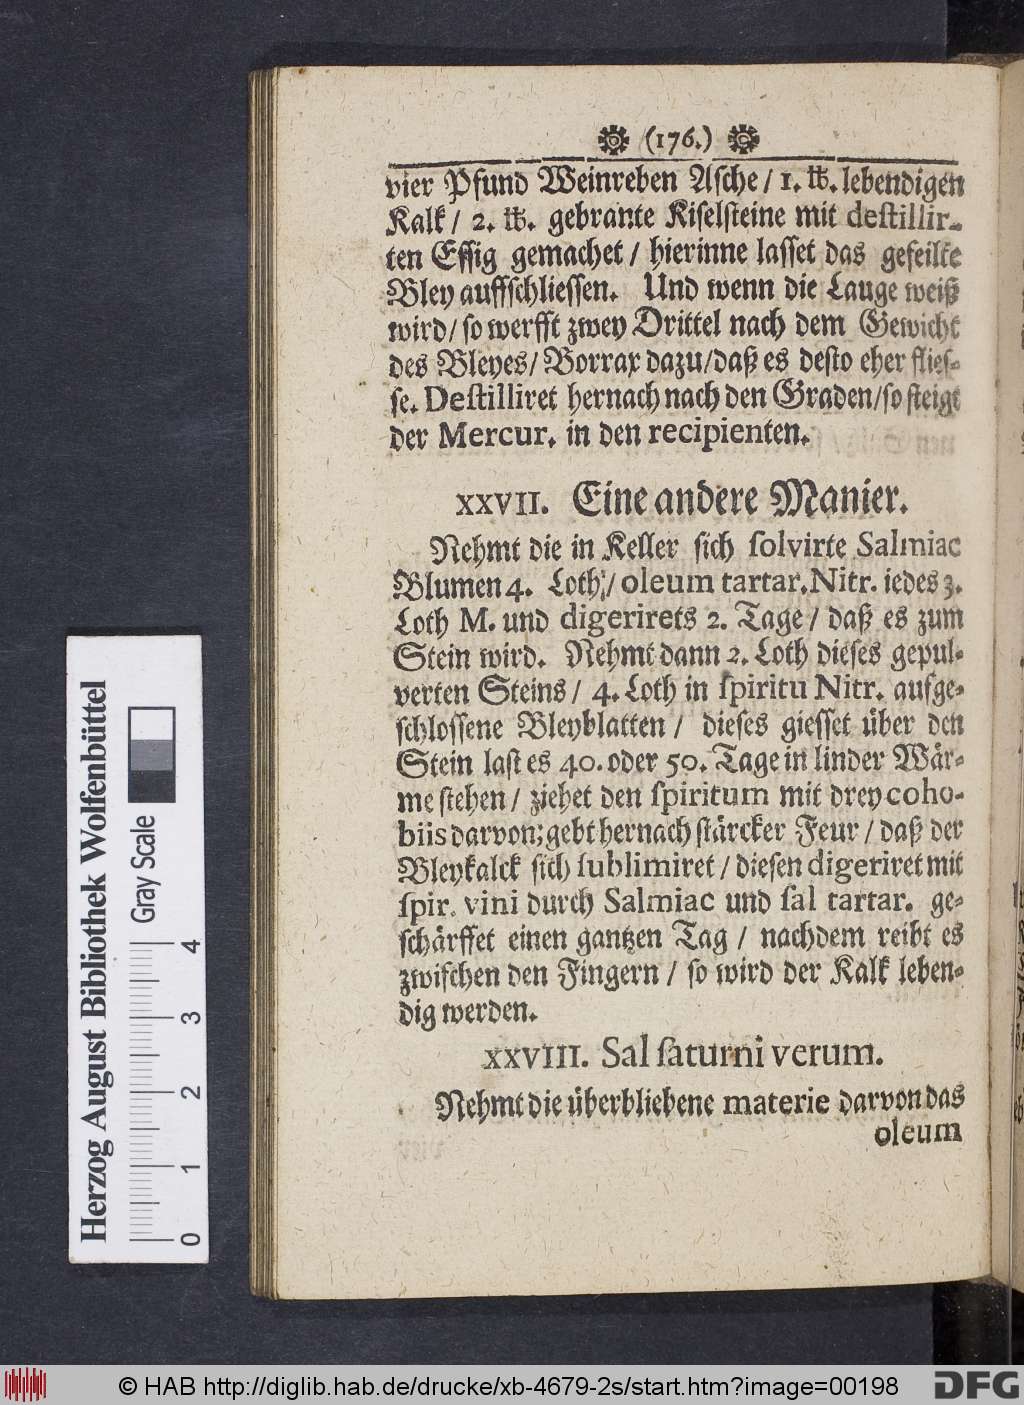 (176.)
vier Pfund Weinreben Asche / 1. ℔. lebendigen
Kalk / 2. ℔. gebrante Kiselsteine mit destillir-
ten Essig gemachet / hierinne lasset das gefeilte
Bley auffschliessen. Und wenn die Lauge weiß
wird / so werfft zwey Drittel nach dem Gewicht
des Bleyes / Borrax dazu / daß es desto eher flies-
se. Destilliret hernach nach den Graden / so steigt
der Mercur. in den recipienten.
XXVII. Eine andere Manier.
Nehmt die in Keller sich solvirte Salmiac
Blumen 4. Loth / oleum tartar. Nitr. iedes 3.
Loth M. und digerirets 2. Tage / daß es zum
Stein wird. Nehmt dann 2. Loth dieses gepul-
verten Steins / 4. Loth in spiritu Nitr. aufge-
schlossene Bleyblatten / dieses giesset über den
Stein last es 40. oder 50. Tage in linder Wär-
me stehen / ziehet den spiritum mit drey coho-
biis darvon; gebt hernach stärcker Feur / daß der
Bleykalck sich sublimiret / diesen digeriret mit
spir. vini durch Salmiac und sal tartar. ge-
schärffet einen gantzen Tag / nachdem reibt es
zwischen den Fingern / so wird der Kalk leben-
dig werden.
XXVIII. Sal saturni verum.
Nehmt die überbliebene materie darvon das
oleum
Herzog August Bibliothek Wolfenbüttel
Gray Scale
0 1 2 3 4
© HAB http://diglib.hab.de/drucke/xb-4679-2s/start.htm?image=00198
DFG